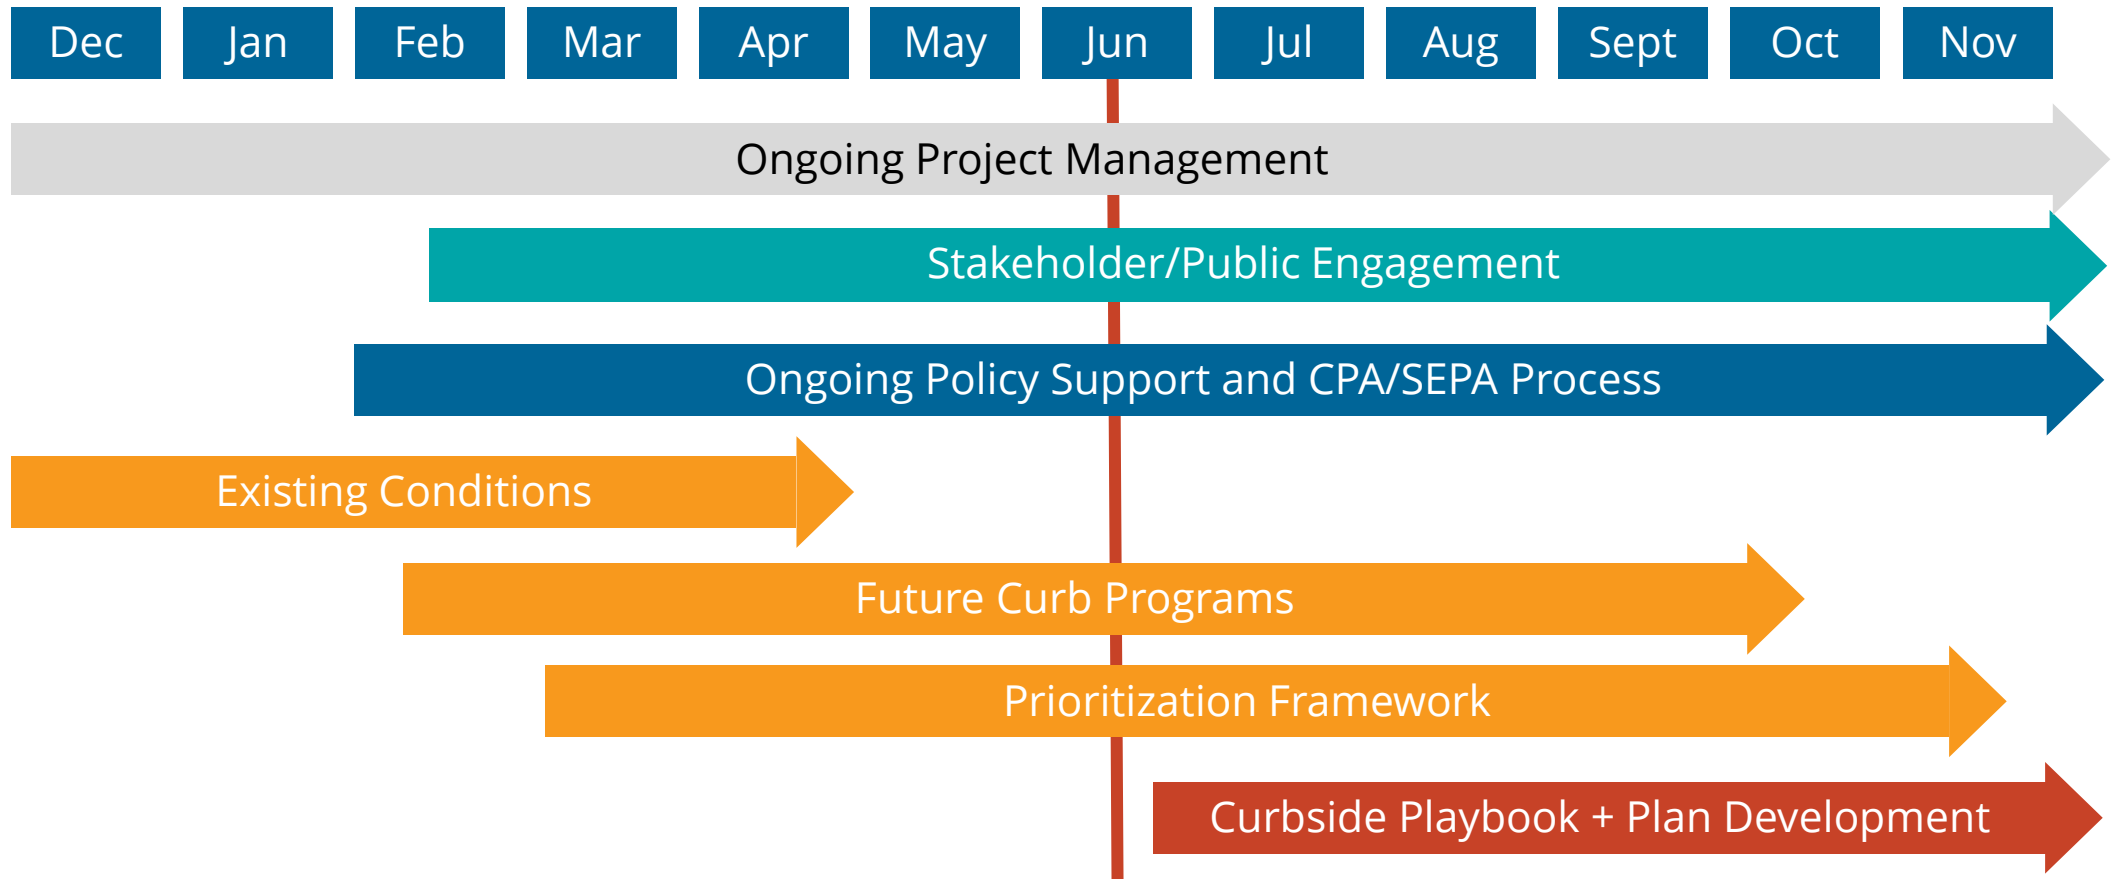 Dec Jan Feb Mar Apr May Jun Jul Aug Sept Oct Nov
Ongoing Project Management
Stakeholder/Public Engagement
Ongoing Policy Support and CPA/SEPA Process
Existing Conditions
Future Curb Programs
Prioritization Framework
Curbside Playbook + Plan Development